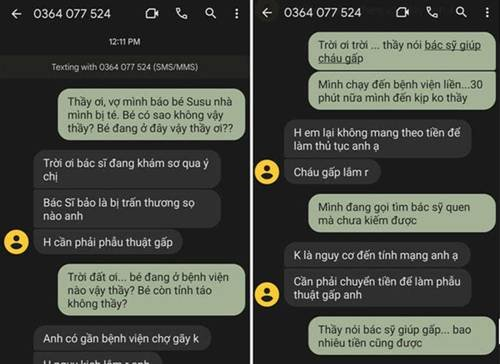 0364 077 524
12:11 PM
Texting with 0364 077 524 (SMS/MMS)
Thầy ơi, vợ mình báo bé Susu nhà
mình bị té. Bé có sao không vậy
thầy? Bé đang ở đây vậy thầy ơi??
Trời ơi bác sĩ đang khám sơ qua ý
chị
Bác Sĩ bảo là bị trấn thương sọ
não anh
H cần phải phẫu thuật gấp
Trời đất ơi... bé đang ở bệnh viện
nào vậy thầy? Bé còn tính táo
không thầy?
Anh có gần bệnh viện chợ gãy k
0364 077 524
Trời ơi trời ... thầy nói bác sỹ giúp
cháu gấp
Mình chạy đến bệnh viện liền...30
phút nữa mình đến kịp ko thầy
H em lại không mang theo tiền để
làm thủ tục anh ạ
Cháu gấp lắm r
Mình đang gọi tìm bác sỹ quen
mà chưa kiếm được
K là nguy cơ đến tính mạng anh ạ
Cần phải chuyển tiền để làm phẫu
thuật gấp anh
Thầy nói bác sỹ giúp gấp... bao
nhiêu tiền cũng được